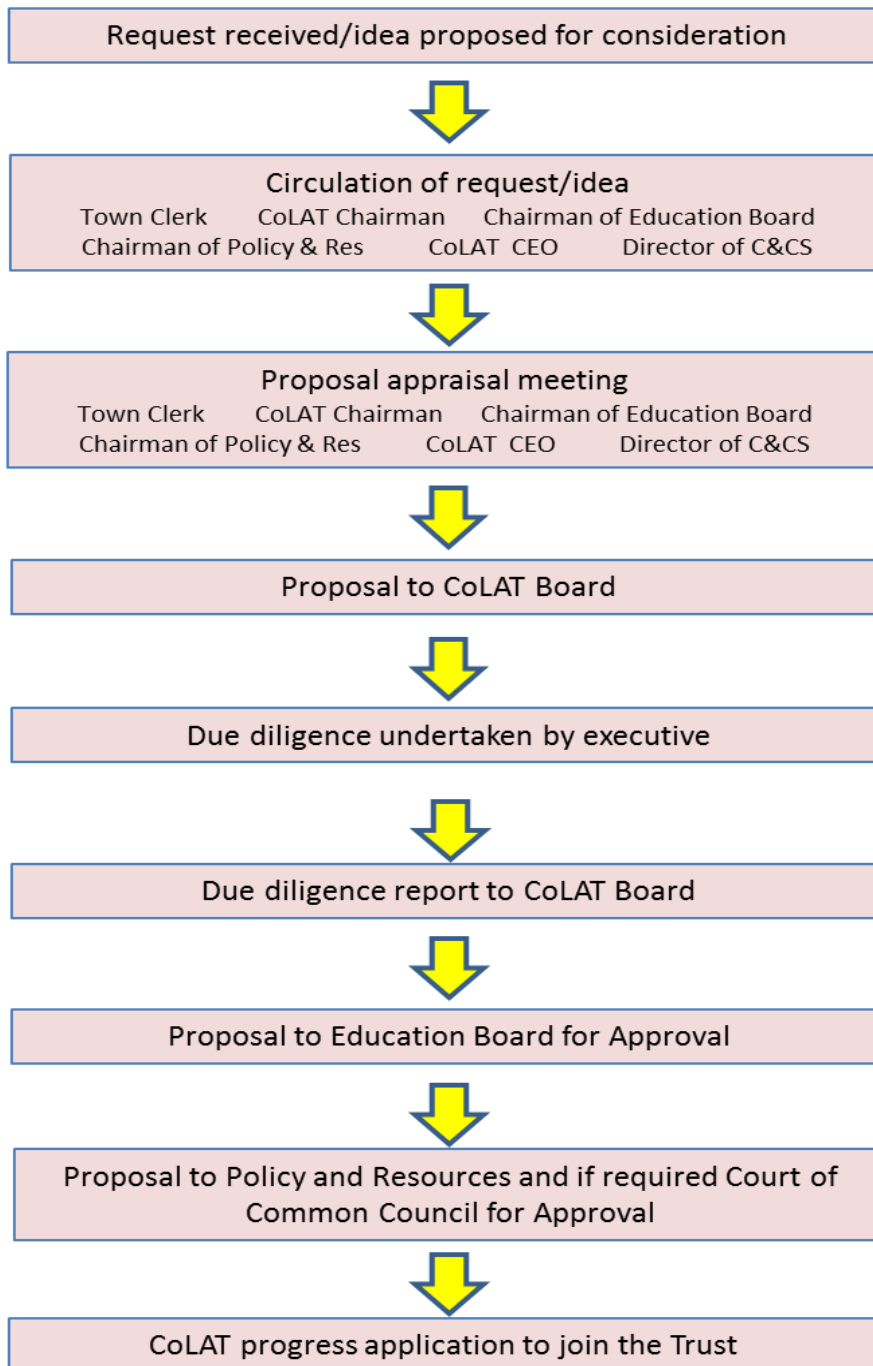 Request received/idea proposed for consideration
Circulation of request/idea
Town Clerk CoLAT Chairman Chairman of Education Board
Chairman of Policy & Res CoLAT CEO Director of C&CS
Proposal appraisal meeting
Town Clerk CoLAT Chairman Chairman of Education Board
Chairman of Policy & Res CoLAT CEO Director of C&CS
Proposal to CoLAT Board
Due diligence undertaken by executive
Due diligence report to CoLAT Board
Proposal to Education Board for Approval
Proposal to Policy and Resources and if required Court of
Common Council for Approval
CoLAT progress application to join the Trust